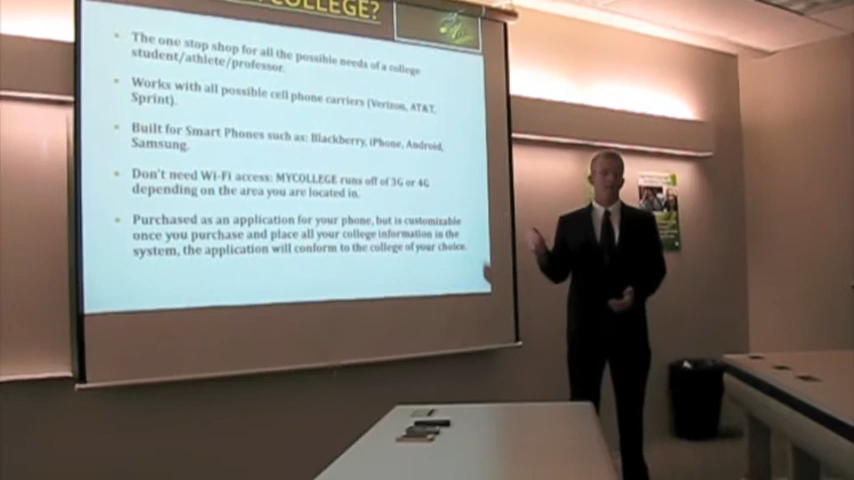 MYCOLLEGE?
The one stop shop for all the possible needs of a college
student/athlete/professor.
Works with all possible cell phone carriers (Verizon, AT&T,
Sprint).
Built for Smart Phones such as: Blackberry, iPhone, Android,
Samsung.
Don't need Wi-Fi access: MYCOLLEGE runs off of 3G or 4G
depending on the area you are located in.
Purchased as an application for your phone, but is customizable
once you purchase and place all your college information in the
system, the application will conform to the college of your choice.